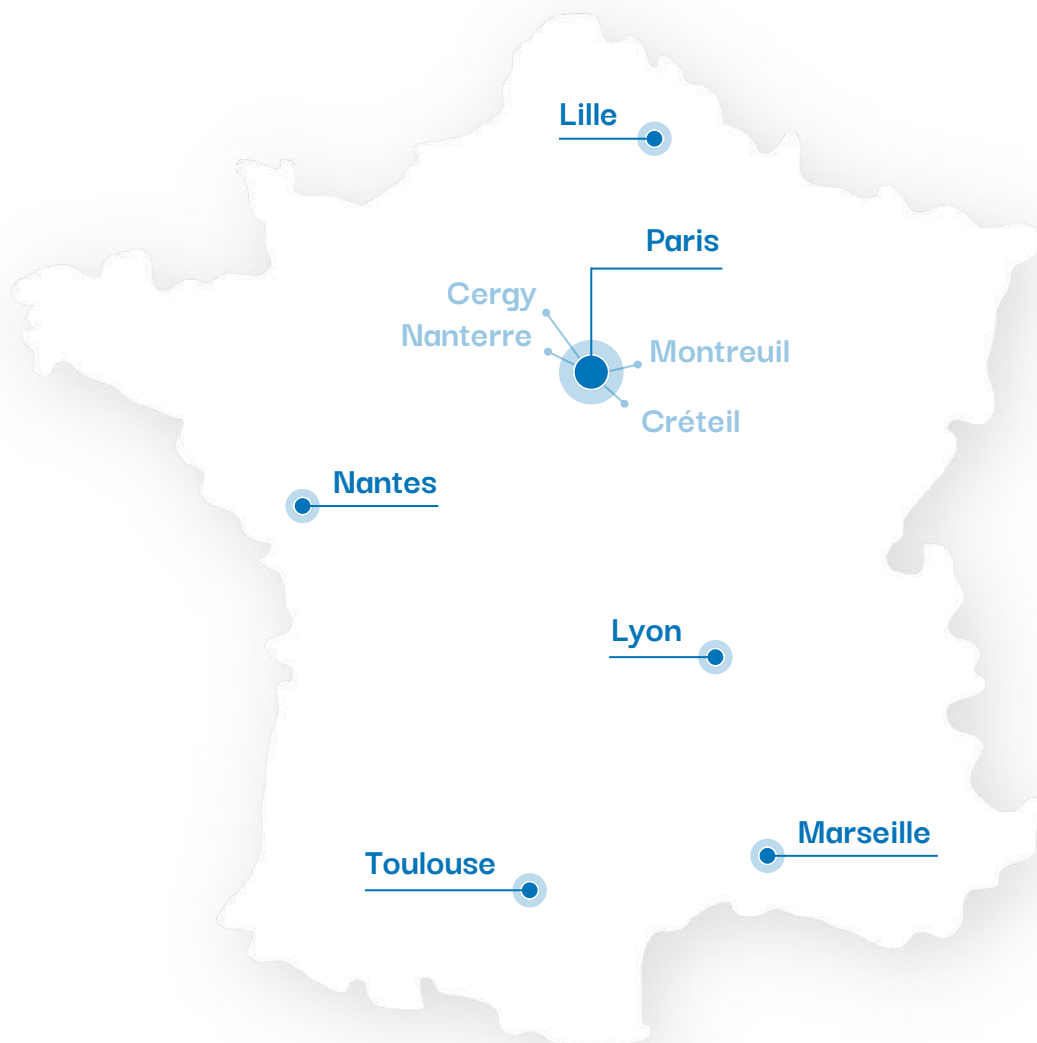 Lille
Paris
Cergy
Nanterre
Montreuil
Créteil
Nantes
Lyon
Marseille
Toulouse